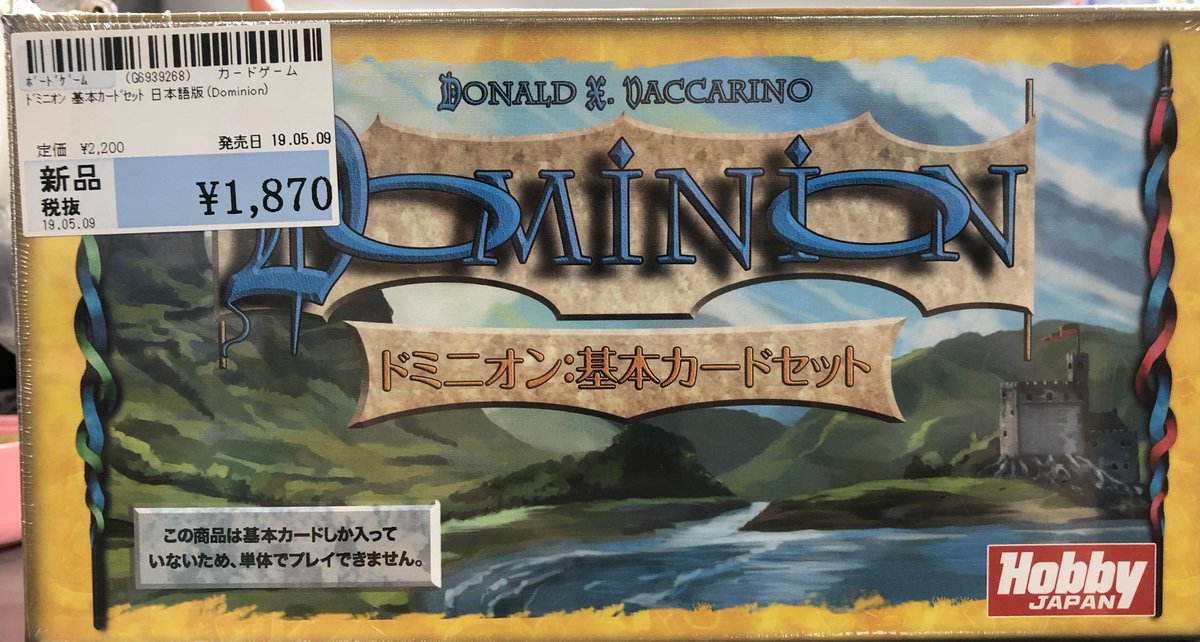 ボードゲーム (G6939268) カードゲーム
ドミニオン 基本カードセット 日本語版(Dominion)
定価 ¥2,200 発売日 19.05.09
新品
税抜
¥1,870
19.05.09
DONALD X. VACCARINO
DOMINION
ドミニオン:基本カードセット
この商品は基本カードしか入って
いないため、単体でプレイできません。
Hobby
JAPAN